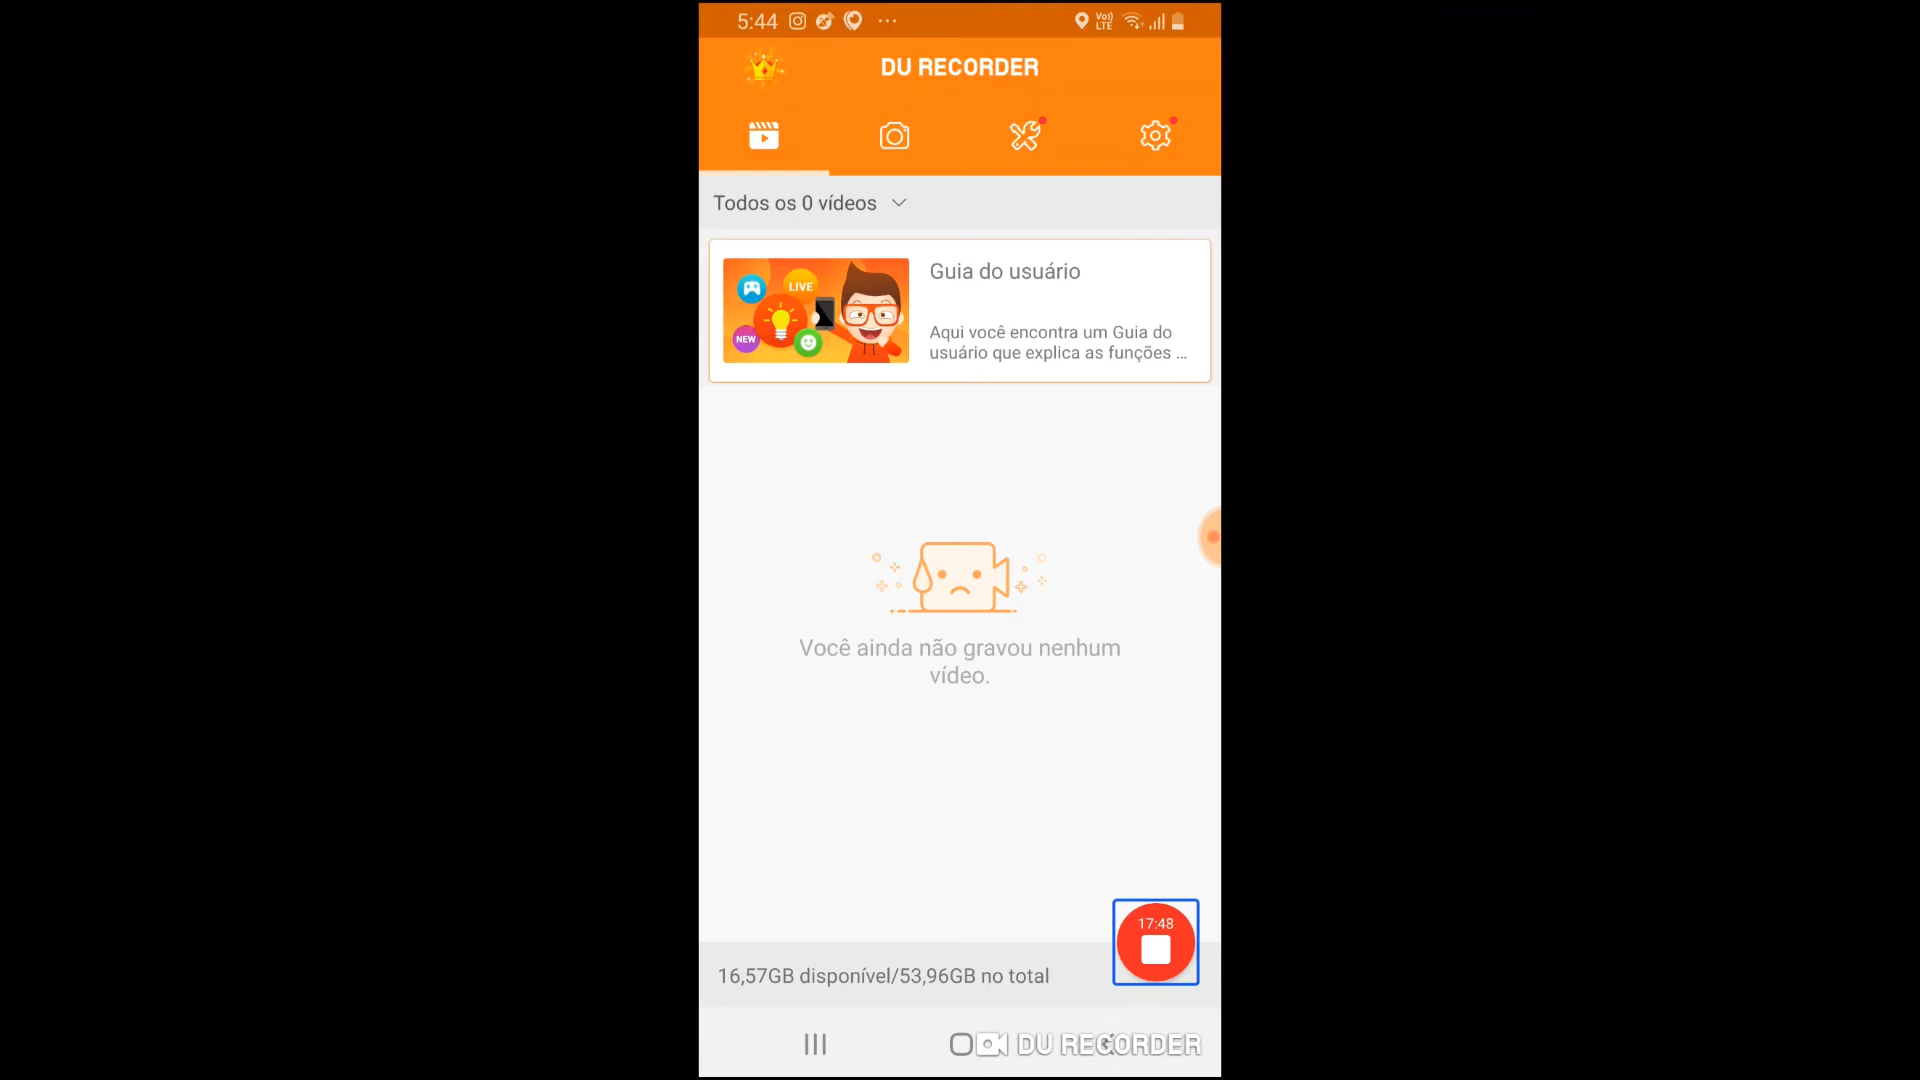 5:44
Vo))
LTE
DU RECORDER
Todos os 0 vídeos
LIVE
NEW
Guia do usuário
Aqui você encontra um Guia do
usuário que explica as funções ...
Você ainda não gravou nenhum
vídeo.
17:48
16,57GB disponível/53,96GB no total
DU RECORDER